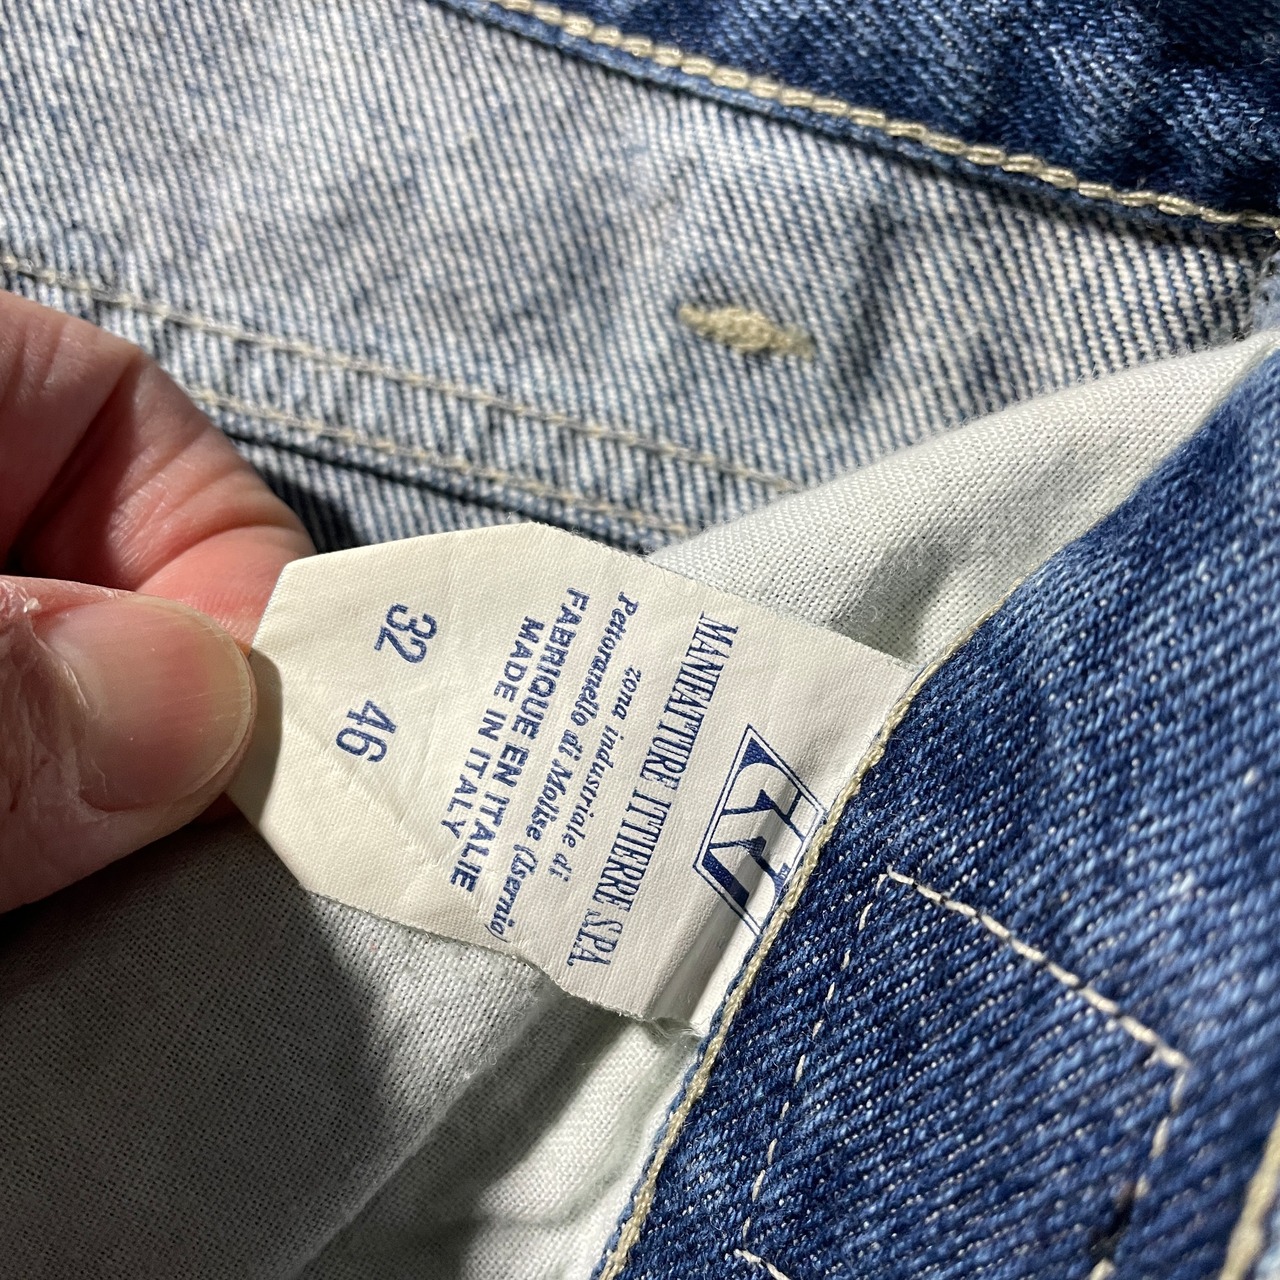 MANIFATTURE ITTIERRE S.P.A.
zona industriale di
Pettoranello di Molise (Isernia)
FABRIQUE EN ITALIE
MADE IN ITALY
32 46